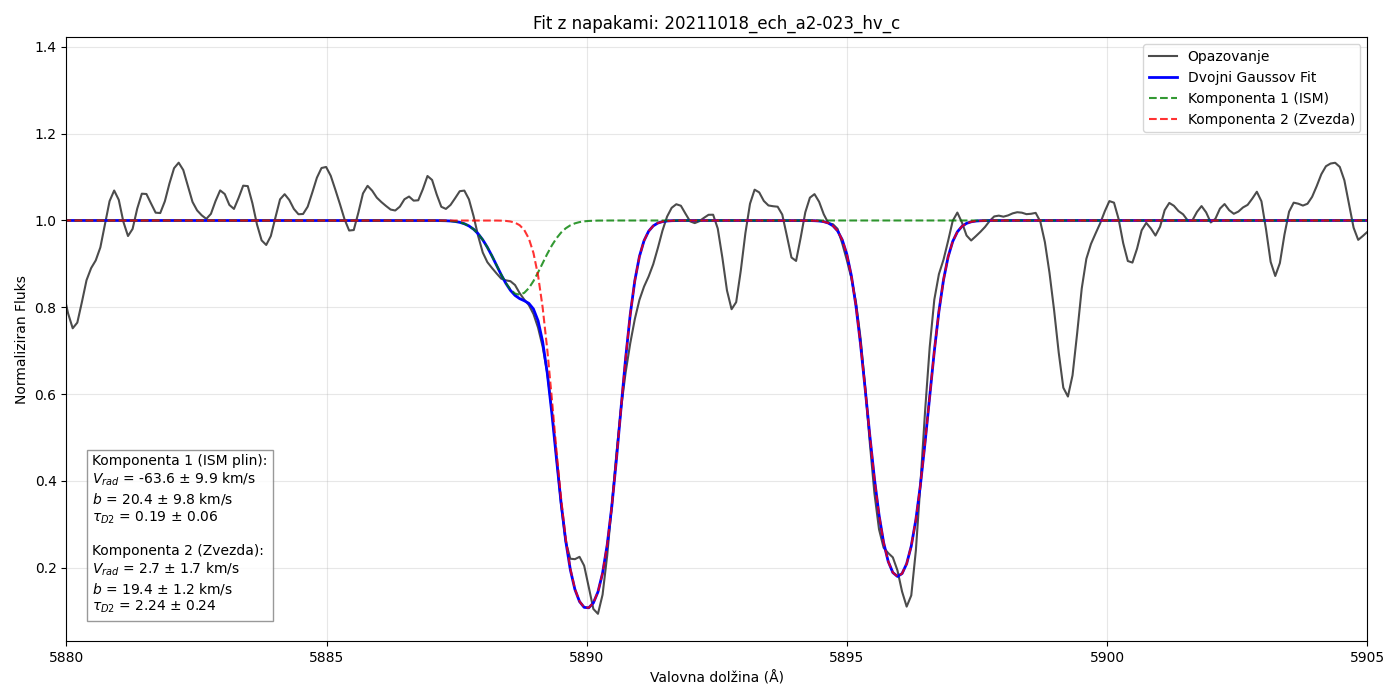 Fit z napakami: 20211018_ech_a2-023_hv_c
Normaliziran Fluks
1.4
1.2
1.0
0.8
0.6
0.4
0.2
Opazovanje
Dvojni Gaussov Fit
Komponenta 1 (ISM)
Komponenta 2 (Zvezda)
Komponenta 1 (ISM plin):
V_rad = -63.6 ± 9.9 km/s
b = 20.4 ± 9.8 km/s
τ_D2 = 0.19 ± 0.06
Komponenta 2 (Zvezda):
V_rad = 2.7 ± 1.7 km/s
b = 19.4 ± 1.2 km/s
τ_D2 = 2.24 ± 0.24
5880 5885 5890 5895 5900 5905
Valovna dolžina (Å)